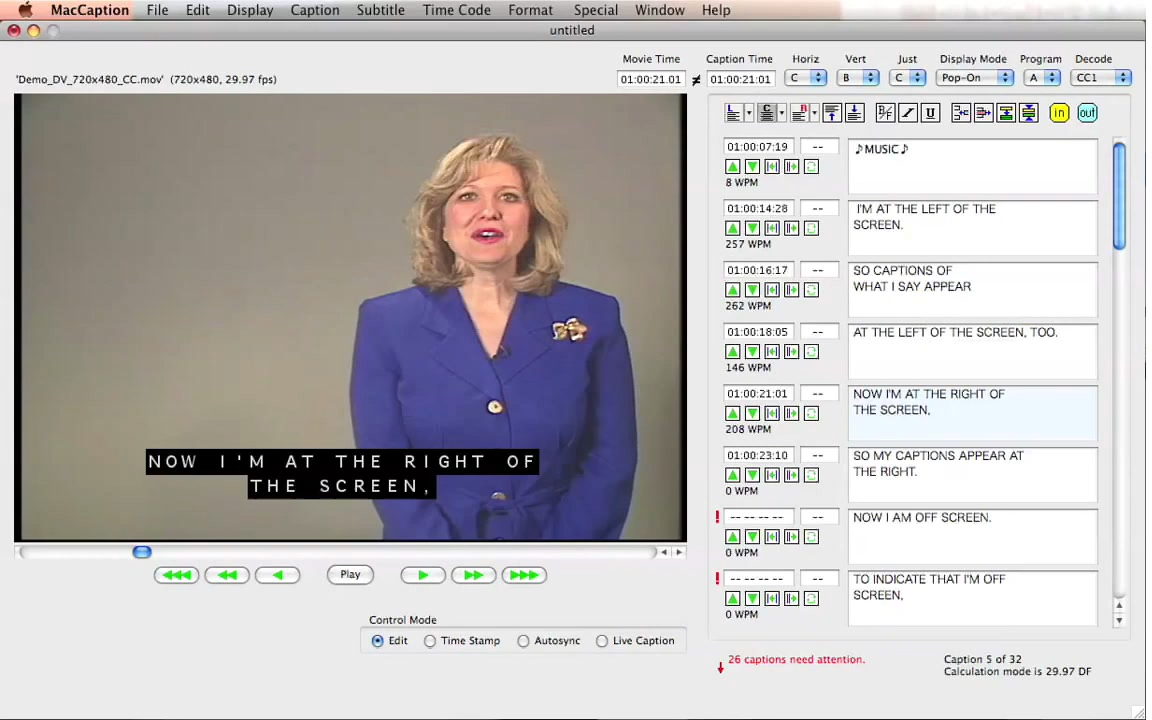 MacCaption File Edit Display Caption Subtitle Time Code Format Special Window Help
untitled
'Demo_DV_720x480_CC.mov' (720x480, 29.97 fps)
Movie Time Caption Time Horiz Vert Just Display Mode Program Decode
01:00:21.01 ≠ 01:00:21:01 C B C Pop-On A CC1
L C R B/F I U in out
01:00:07:19 -- ♪MUSIC♪
8 WPM
01:00:14:28 -- I'M AT THE LEFT OF THE
SCREEN.
257 WPM
01:00:16:17 -- SO CAPTIONS OF
WHAT I SAY APPEAR
262 WPM
01:00:18:05 -- AT THE LEFT OF THE SCREEN, TOO.
146 WPM
01:00:21:01 -- NOW I'M AT THE RIGHT OF
THE SCREEN,
208 WPM
01:00:23:10 -- SO MY CAPTIONS APPEAR AT
THE RIGHT.
0 WPM
! -- -- -- -- -- NOW I AM OFF SCREEN.
0 WPM
! -- -- -- -- -- TO INDICATE THAT I'M OFF
SCREEN,
0 WPM
NOW I'M AT THE RIGHT OF
THE SCREEN,
Play
Control Mode
Edit Time Stamp Autosync Live Caption
26 captions need attention.
Caption 5 of 32
Calculation mode is 29.97 DF